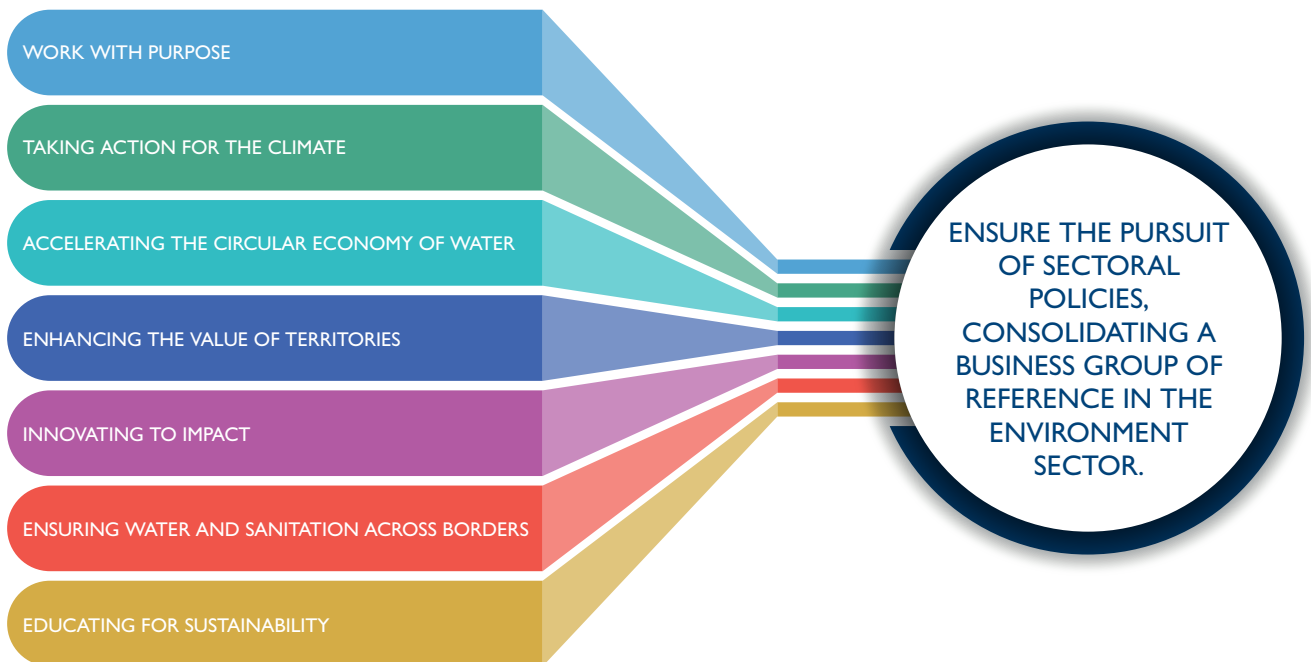 WORK WITH PURPOSE
TAKING ACTION FOR THE CLIMATE
ACCELERATING THE CIRCULAR ECONOMY OF WATER
ENHANCING THE VALUE OF TERRITORIES
INNOVATING TO IMPACT
ENSURING WATER AND SANITATION ACROSS BORDERS
EDUCATING FOR SUSTAINABILITY
ENSURE THE PURSUIT
OF SECTORAL
POLICIES,
CONSOLIDATING A
BUSINESS GROUP OF
REFERENCE IN THE
ENVIRONMENT
SECTOR.